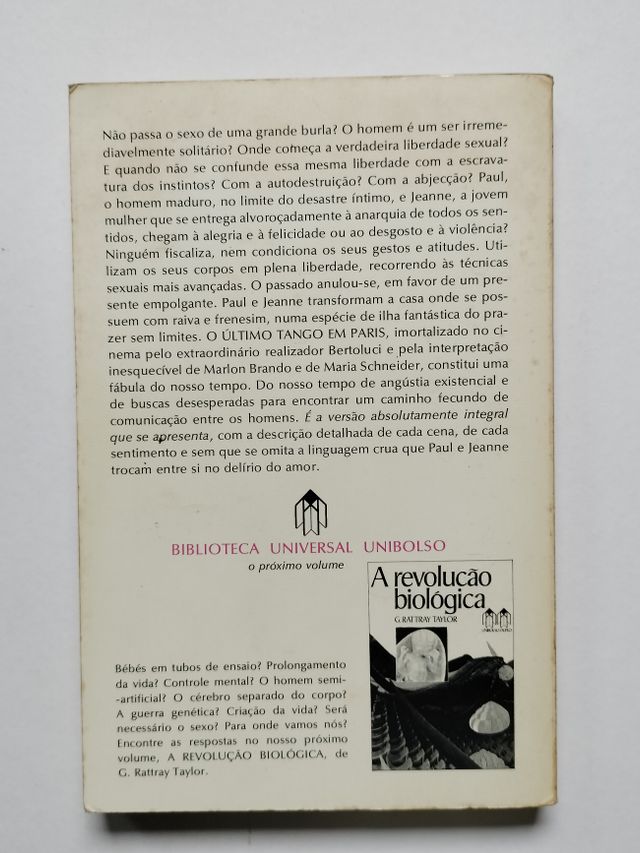 Não passa o sexo de uma grande burla? O homem é um ser irreme-
diavelmente solitário? Onde começa a verdadeira liberdade sexual?
E quando não se confunde essa mesma liberdade com a escrava-
tura dos instintos? Com a autodestruição? Com a abjecção? Paul,
o homem maduro, no limite do desastre íntimo, e Jeanne, a jovem
mulher que se entrega alvoroçadamente à anarquia de todos os sen-
tidos, chegam à alegria e à felicidade ou ao desgosto e à violência?
Ninguém fiscaliza, nem condiciona os seus gestos e atitudes. Uti-
lizam os seus corpos em plena liberdade, recorrendo às técnicas
sexuais mais avançadas. O passado anulou-se, em favor de um pre-
sente empolgante. Paul e Jeanne transformam a casa onde se pos-
suem com raiva e frenesim, numa espécie de ilha fantástica do pra-
zer sem limites. O ÚLTIMO TANGO EM PARIS, imortalizado no ci-
nema pelo extraordinário realizador Bertoluci e pela interpretação
inesquecível de Marlon Brando e de Maria Schneider, constitui uma
fábula do nosso tempo. Do nosso tempo de angústia existencial e
de buscas desesperadas para encontrar um caminho fecundo de
comunicação entre os homens. É a versão absolutamente integral
que se apresenta, com a descrição detalhada de cada cena, de cada
sentimento e sem que se omita a linguagem crua que Paul e Jeanne
trocam entre si no delírio do amor.
BIBLIOTECA UNIVERSAL UNIBOLSO
o próximo volume
A revolução
biológica
G. RATTRAY TAYLOR
Bébés em tubos de ensaio? Prolongamento
da vida? Controle mental? O homem semi-
-artificial? O cérebro separado do corpo?
A guerra genética? Criação da vida? Será
necessário o sexo? Para onde vamos nós?
Encontre as respostas no nosso próximo
volume, A REVOLUÇÃO BIOLÓGICA, de
G. Rattray Taylor.